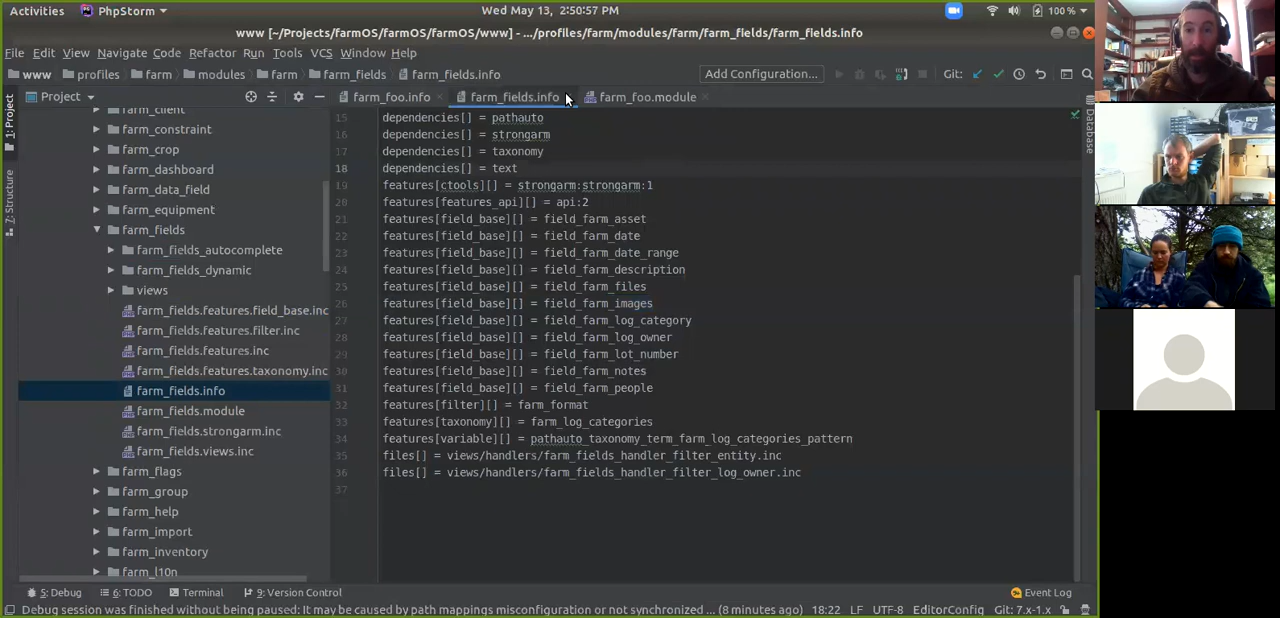 Activities PhpStorm Wed May 13, 2:50:57 PM 100 %
www [~/Projects/farmOS/farmOS/www] - .../profiles/farm/modules/farm/farm_fields/farm_fields.info
File Edit View Navigate Code Refactor Run Tools VCS Window Help
www profiles farm modules farm farm_fields farm_fields.info Add Configuration... Git:
Project farm_foo.info farm_fields.info farm_foo.module
1: Project
7: Structure
Database
farm_client
farm_constraint
farm_crop
farm_dashboard
farm_data_field
farm_equipment
farm_fields
farm_fields_autocomplete
farm_fields_dynamic
views
farm_fields.features.field_base.inc
farm_fields.features.filter.inc
farm_fields.features.inc
farm_fields.features.taxonomy.inc
farm_fields.info
farm_fields.module
farm_fields.strongarm.inc
farm_fields.views.inc
farm_flags
farm_group
farm_help
farm_import
farm_inventory
farm_l10n
15 dependencies[] = pathauto
16 dependencies[] = strongarm
17 dependencies[] = taxonomy
18 dependencies[] = text
19 features[ctools][] = strongarm:strongarm:1
20 features[features_api][] = api:2
21 features[field_base][] = field_farm_asset
22 features[field_base][] = field_farm_date
23 features[field_base][] = field_farm_date_range
24 features[field_base][] = field_farm_description
25 features[field_base][] = field_farm_files
26 features[field_base][] = field_farm_images
27 features[field_base][] = field_farm_log_category
28 features[field_base][] = field_farm_log_owner
29 features[field_base][] = field_farm_lot_number
30 features[field_base][] = field_farm_notes
31 features[field_base][] = field_farm_people
32 features[filter][] = farm_format
33 features[taxonomy][] = farm_log_categories
34 features[variable][] = pathauto_taxonomy_term_farm_log_categories_pattern
35 files[] = views/handlers/farm_fields_handler_filter_entity.inc
36 files[] = views/handlers/farm_fields_handler_filter_log_owner.inc
37
5: Debug 6: TODO Terminal 9: Version Control Event Log
Debug session was finished without being paused: It may be caused by path mappings misconfiguration or not synchronized ... (8 minutes ago) 18:22 LF UTF-8 EditorConfig Git: 7.x-1.x